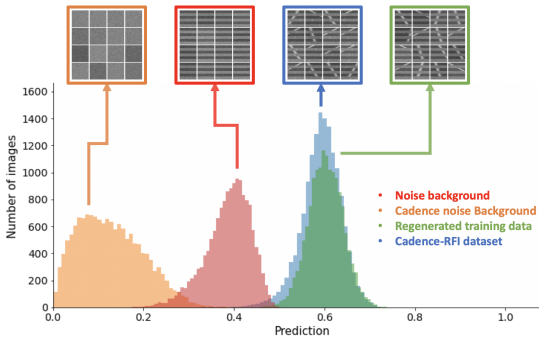 1600
1400
1200
1000
800
600
400
200
0
Number of images
• Noise background
• Cadence noise Background
• Regenerated training data
• Cadence-RFI dataset
0.0 0.2 0.4 0.6 0.8 1.0
Prediction